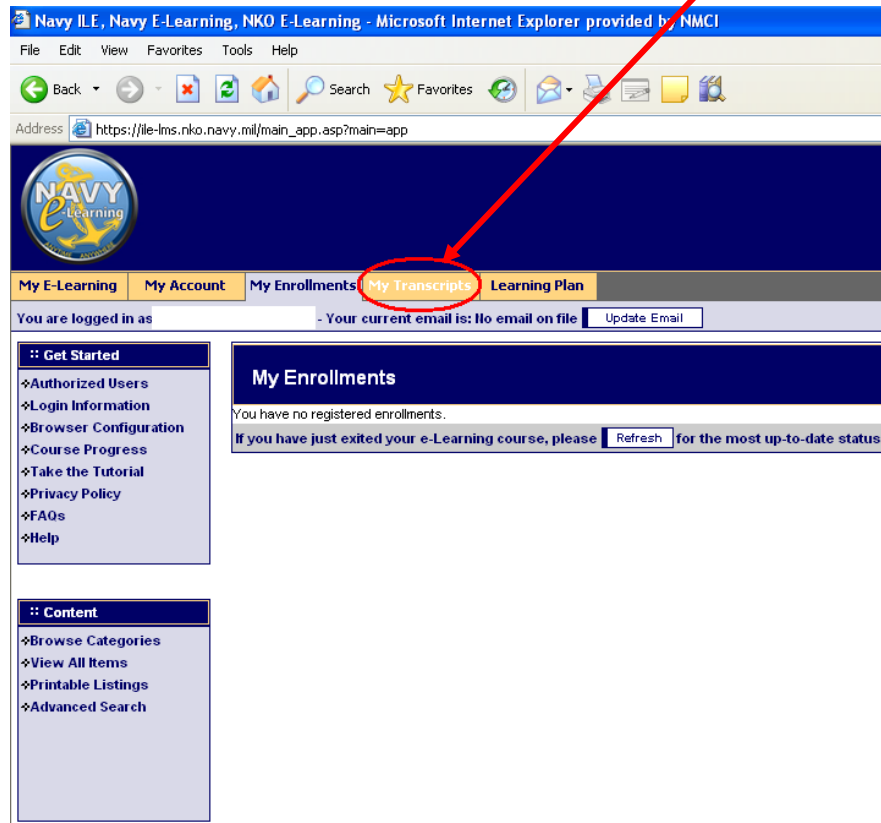 Navy ILE, Navy E-Learning, NKO E-Learning - Microsoft Internet Explorer provided by NMCI
File Edit View Favorites Tools Help
Back Search Favorites
Address https://ile-lms.nko.navy.mil/main_app.asp?main=app
NAVY
e-Learning
ANYTIME ANYWHERE
My E-Learning My Account My Enrollments My Transcripts Learning Plan
You are logged in as - Your current email is: No email on file Update Email
:: Get Started
Authorized Users
Login Information
Browser Configuration
Course Progress
Take the Tutorial
Privacy Policy
FAQs
Help
My Enrollments
You have no registered enrollments.
If you have just exited your e-Learning course, please Refresh for the most up-to-date status
:: Content
Browse Categories
View All Items
Printable Listings
Advanced Search